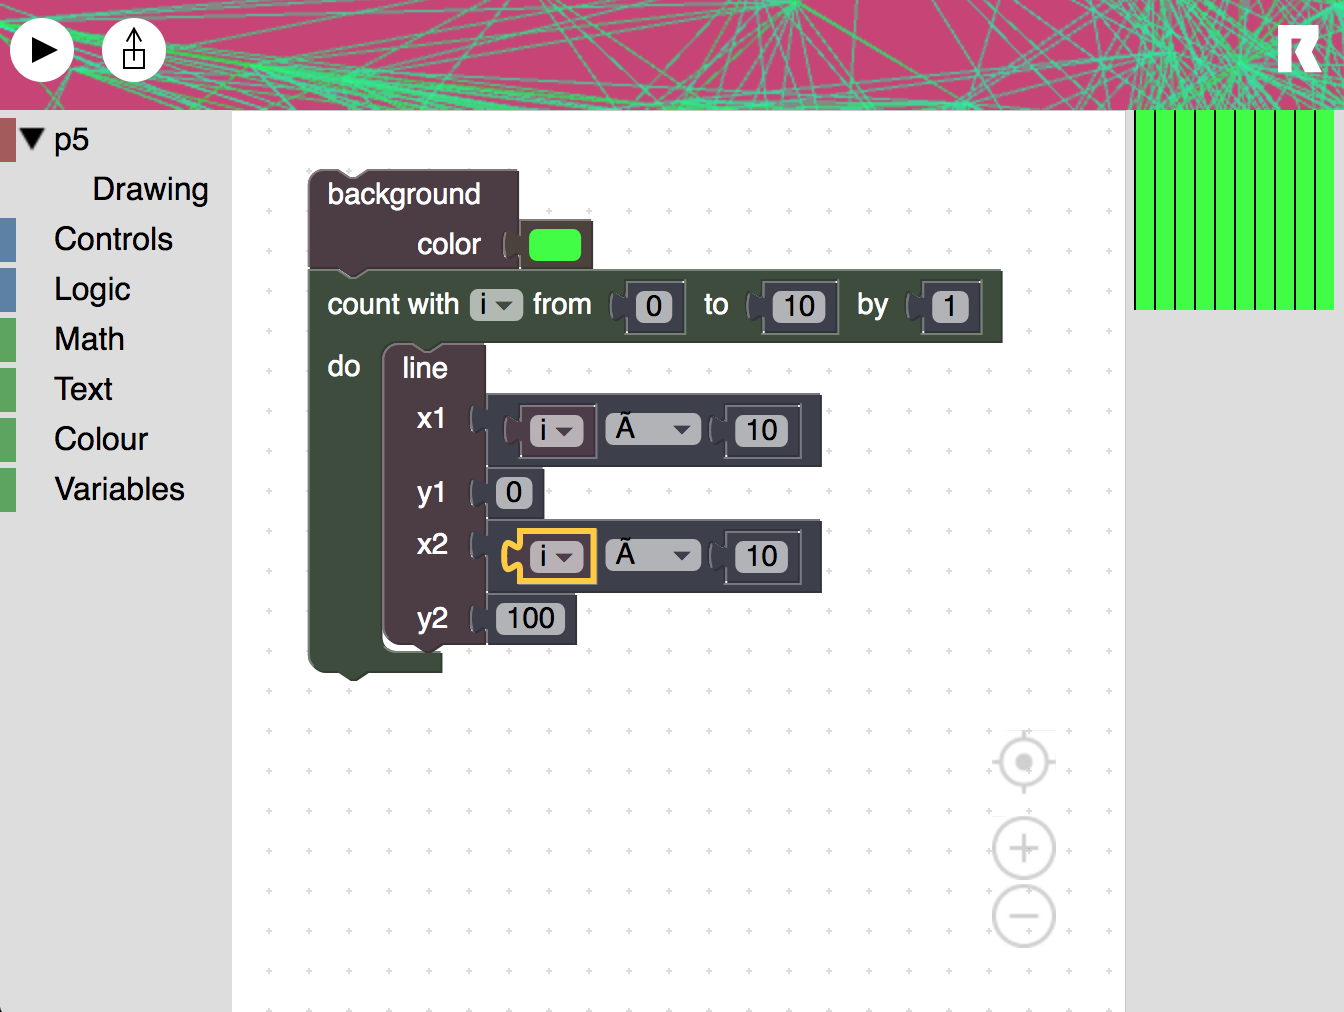 p5
Drawing
Controls
Logic
Math
Text
Colour
Variables
background
color
count with i from 0 to 10 by 1
do line
x1 i Ã 10
y1 0
x2 i Ã 10
y2 100